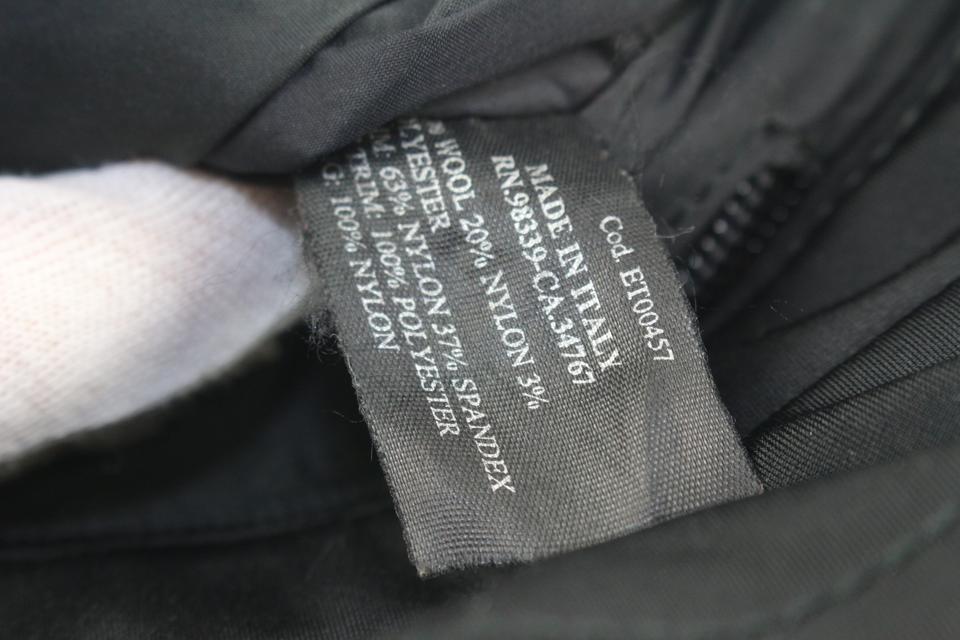 Cod ET00457
MADE IN ITALY
RN.98339-CA.34767
% WOOL 20% NYLON 3%
LYESTER
M: 63% NYLON 37% SPANDEX
TRIM: 100% POLYESTER
G: 100% NYLON